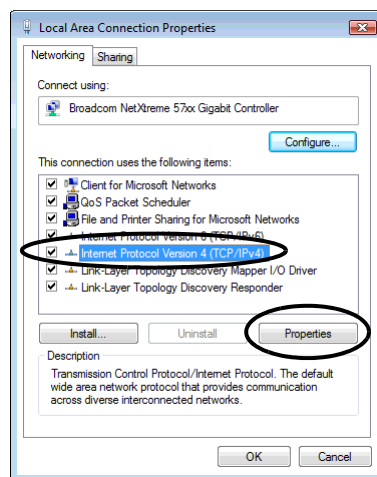 Local Area Connection Properties
Networking Sharing
Connect using:
Broadcom NetXtreme 57xx Gigabit Controller
Configure...
This connection uses the following items:
Client for Microsoft Networks
QoS Packet Scheduler
File and Printer Sharing for Microsoft Networks
Internet Protocol Version 6 (TCP/IPv6)
Internet Protocol Version 4 (TCP/IPv4)
Link-Layer Topology Discovery Mapper I/O Driver
Link-Layer Topology Discovery Responder
Install... Uninstall Properties
Description
Transmission Control Protocol/Internet Protocol. The default
wide area network protocol that provides communication
across diverse interconnected networks.
OK Cancel